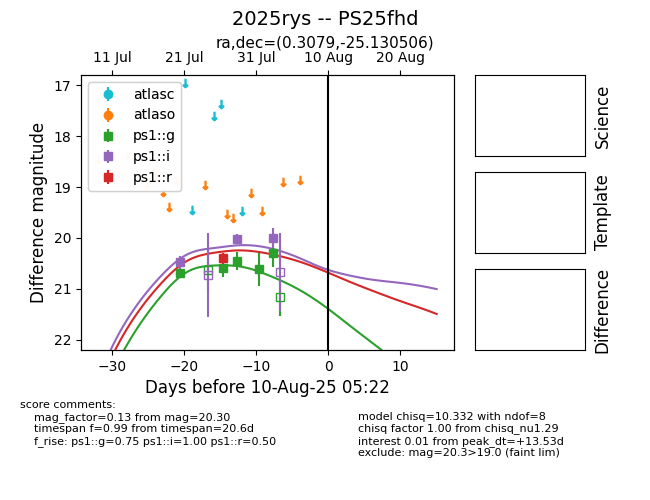 2025rys -- PS25fhd
ra,dec=(0.3079,-25.130506)
11 Jul 21 Jul 31 Jul 10 Aug 20 Aug
17
18
19
20
21
22
Difference magnitude
atlasc
atlaso
ps1::g
ps1::i
ps1::r
−30 −20 −10 0 10
Days before 10-Aug-25 05:22
Science
Template
Difference
score comments:
mag_factor=0.13 from mag=20.30
timespan f=0.99 from timespan=20.6d
f_rise: ps1::g=0.75 ps1::i=1.00 ps1::r=0.50
model chisq=10.332 with ndof=8
chisq factor 1.00 from chisq_nu1.29
interest 0.01 from peak_dt=+13.53d
exclude: mag=20.3>19.0 (faint lim)